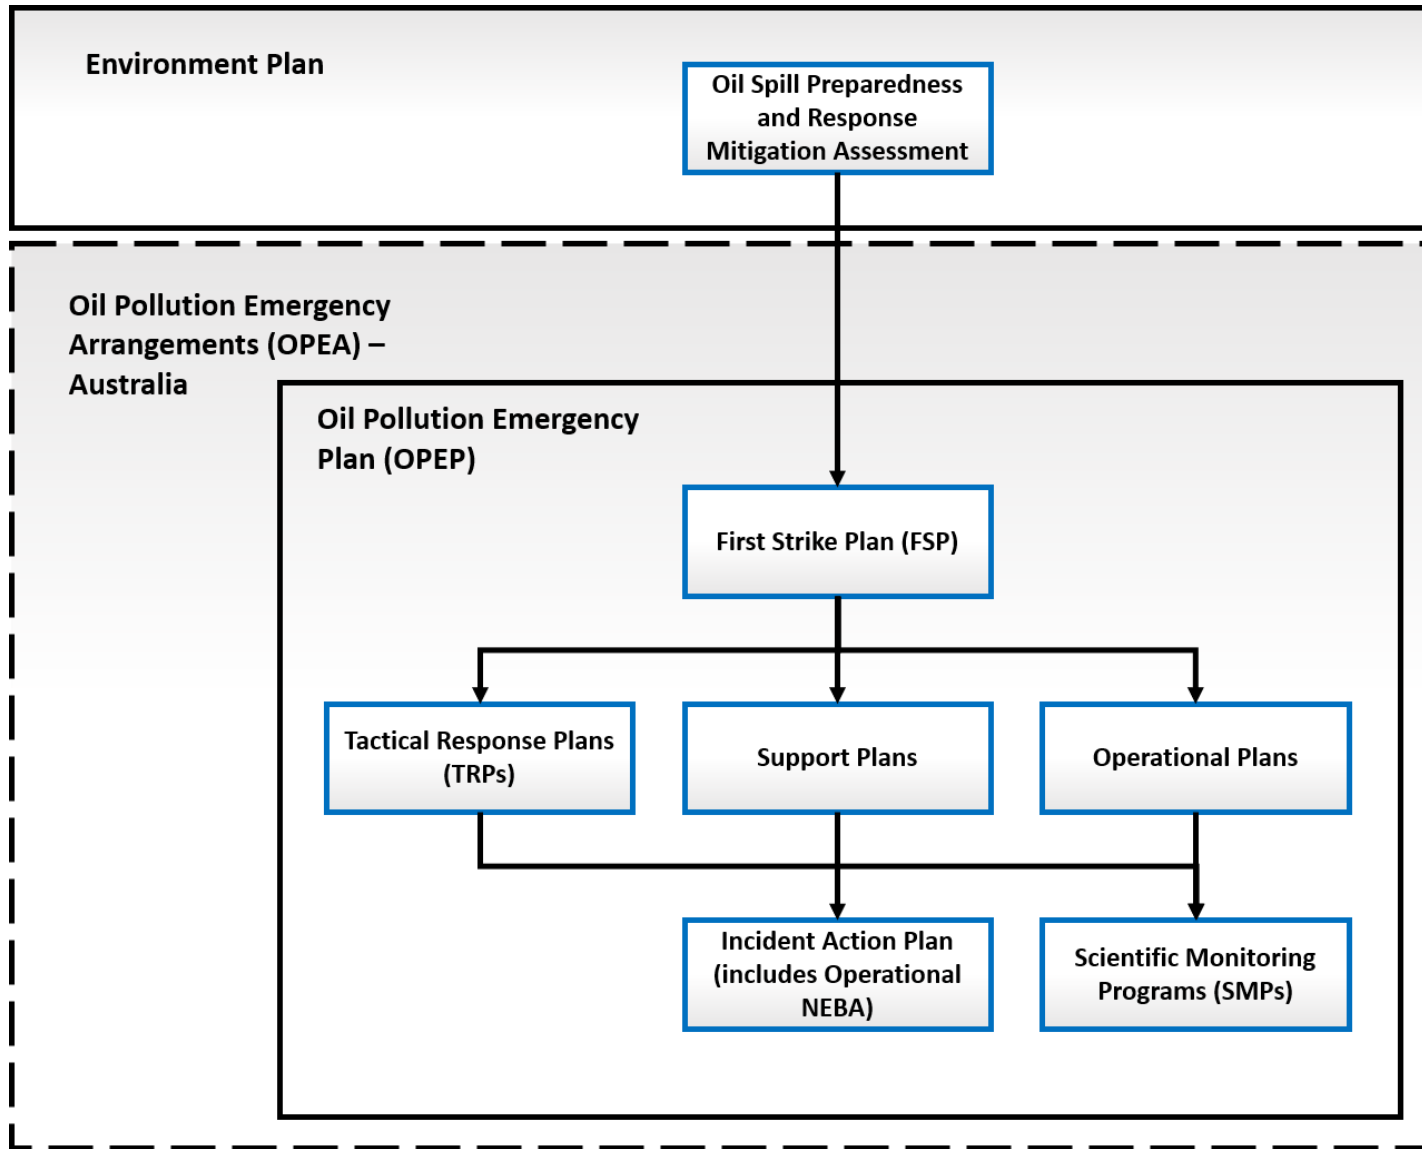 Environment Plan
Oil Spill Preparedness
and Response
Mitigation Assessment
Oil Pollution Emergency
Arrangements (OPEA) –
Australia
Oil Pollution Emergency
Plan (OPEP)
First Strike Plan (FSP)
Tactical Response Plans
(TRPs)
Support Plans
Operational Plans
Incident Action Plan
(includes Operational
NEBA)
Scientific Monitoring
Programs (SMPs)